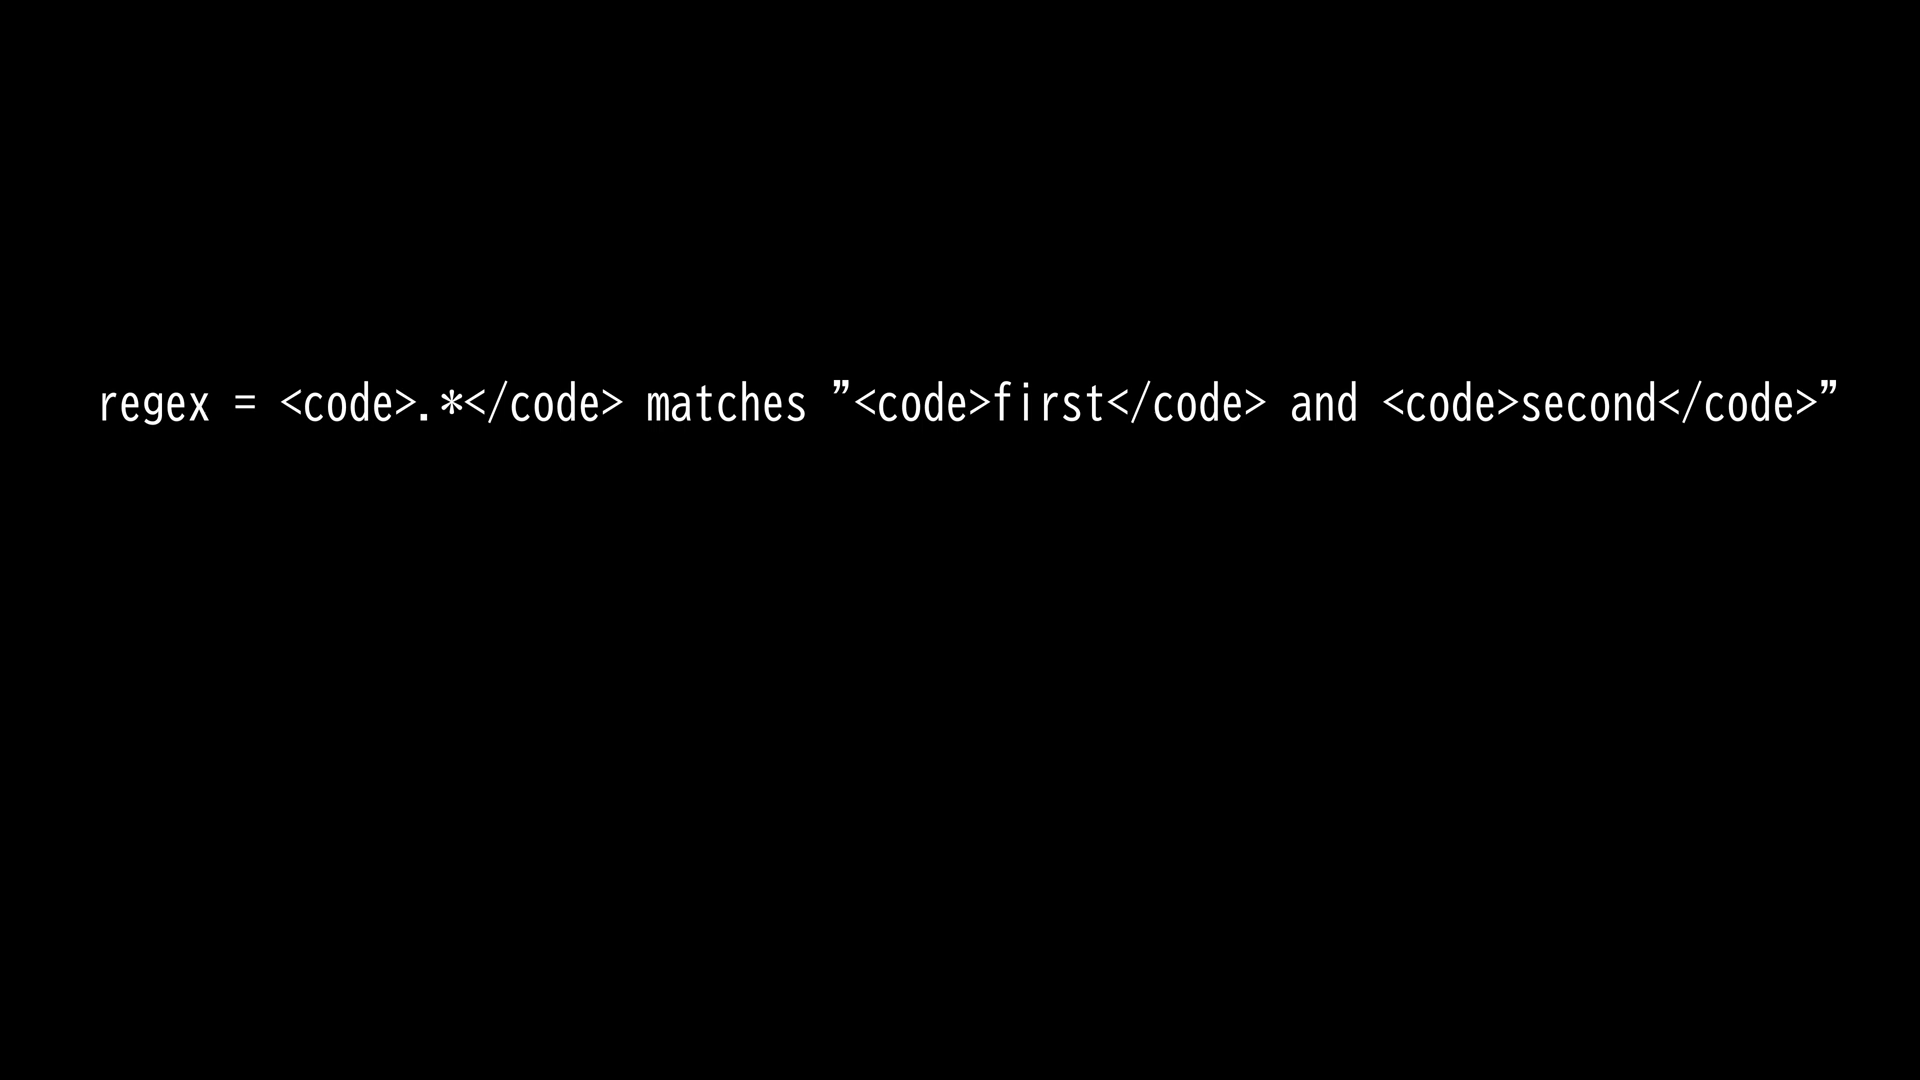 regex = <code>.*</code> matches ”<code>first</code> and <code>second</code>”